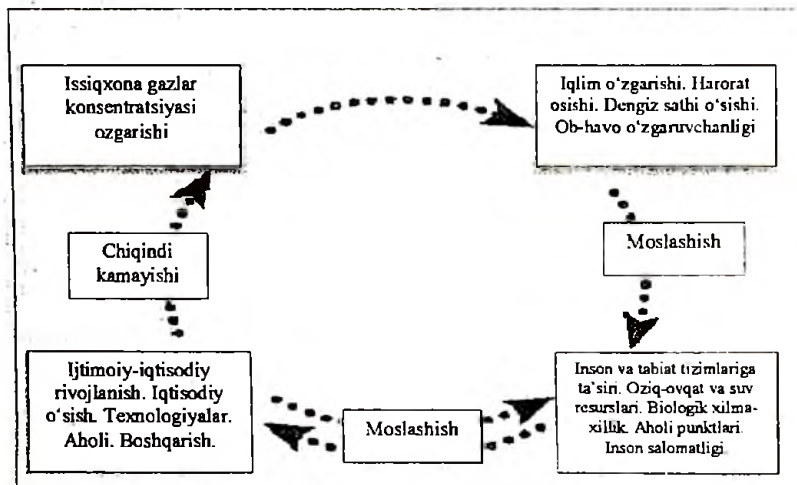 Issiqxona gazlar
konsentratsiyasi
ozgarishi
Iqlim o‘zgarishi. Harorat
osishi. Dengiz sathi o‘sishi.
Ob-havo o‘zgaruvchanligi
Chiqindi
kamayishi
Moslashish
Ijtimoiy-iqtisodiy
rivojlanish. Iqtisodiy
o‘sish. Texnologiyalar.
Aholi. Boshqarish.
Moslashish
Inson va tabiat tizimlariga
ta‘siri. Oziq-ovqat va suv
resurslari. Biologik xilma-
xillik. Aholi punktlari.
Inson salomatligi